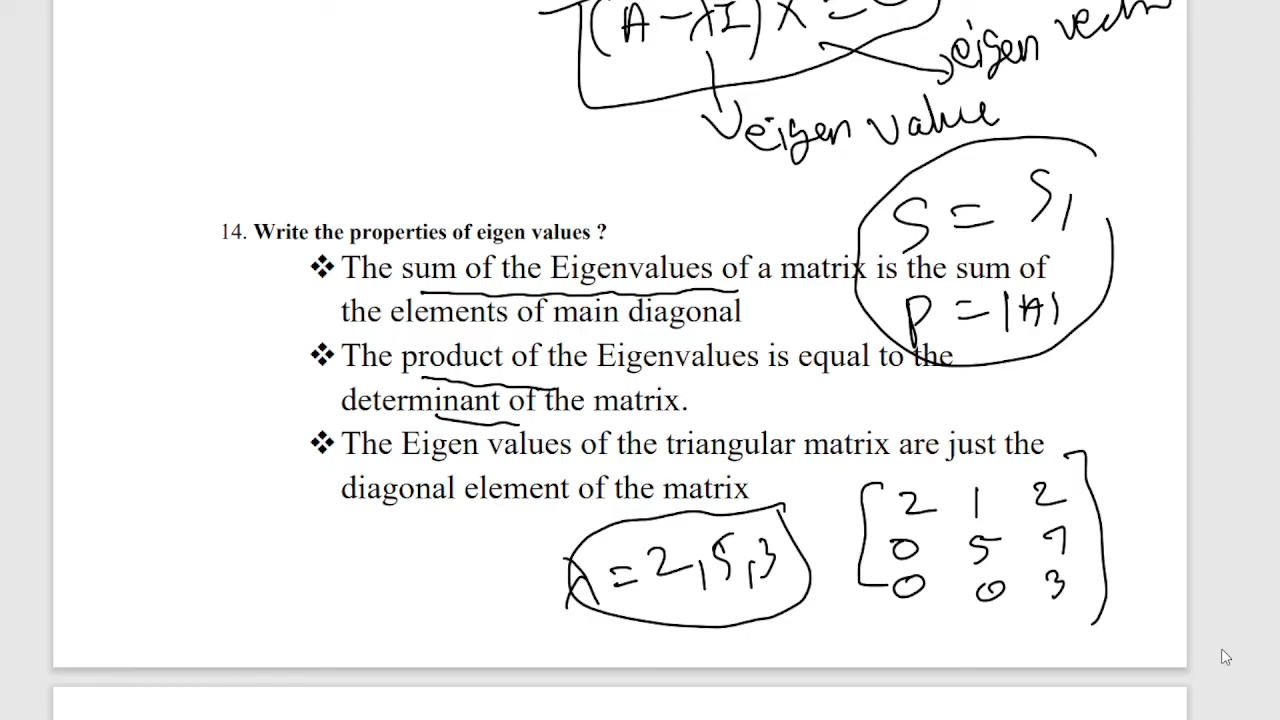 (A - λI) X =
eigen vector
eigen value
S = S1
14. Write the properties of eigen values ?
❖ The sum of the Eigenvalues of a matrix is the sum of
the elements of main diagonal
P = |A|
❖ The product of the Eigenvalues is equal to the
determinant of the matrix.
❖ The Eigen values of the triangular matrix are just the
diagonal element of the matrix
2 1 2
0 5 7
0 0 3
λ = 2, 5, 3